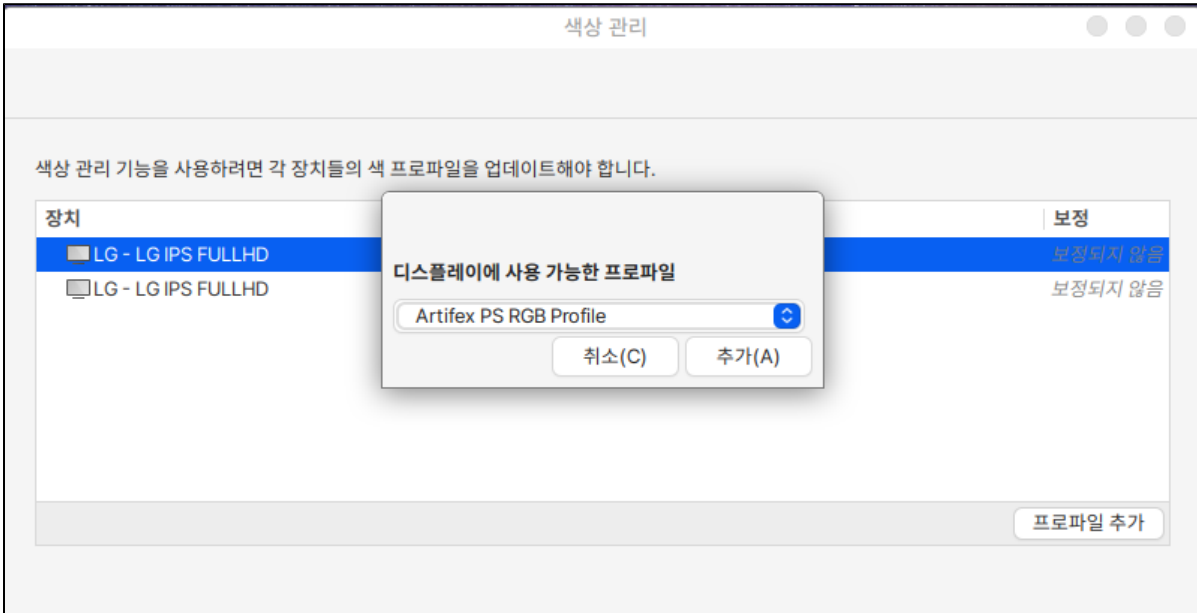 색상 관리
색상 관리 기능을 사용하려면 각 장치들의 색 프로파일을 업데이트해야 합니다.
장치
보정
LG - LG IPS FULLHD
보정되지 않음
LG - LG IPS FULLHD
보정되지 않음
디스플레이에 사용 가능한 프로파일
Artifex PS RGB Profile
취소(C)
추가(A)
프로파일 추가